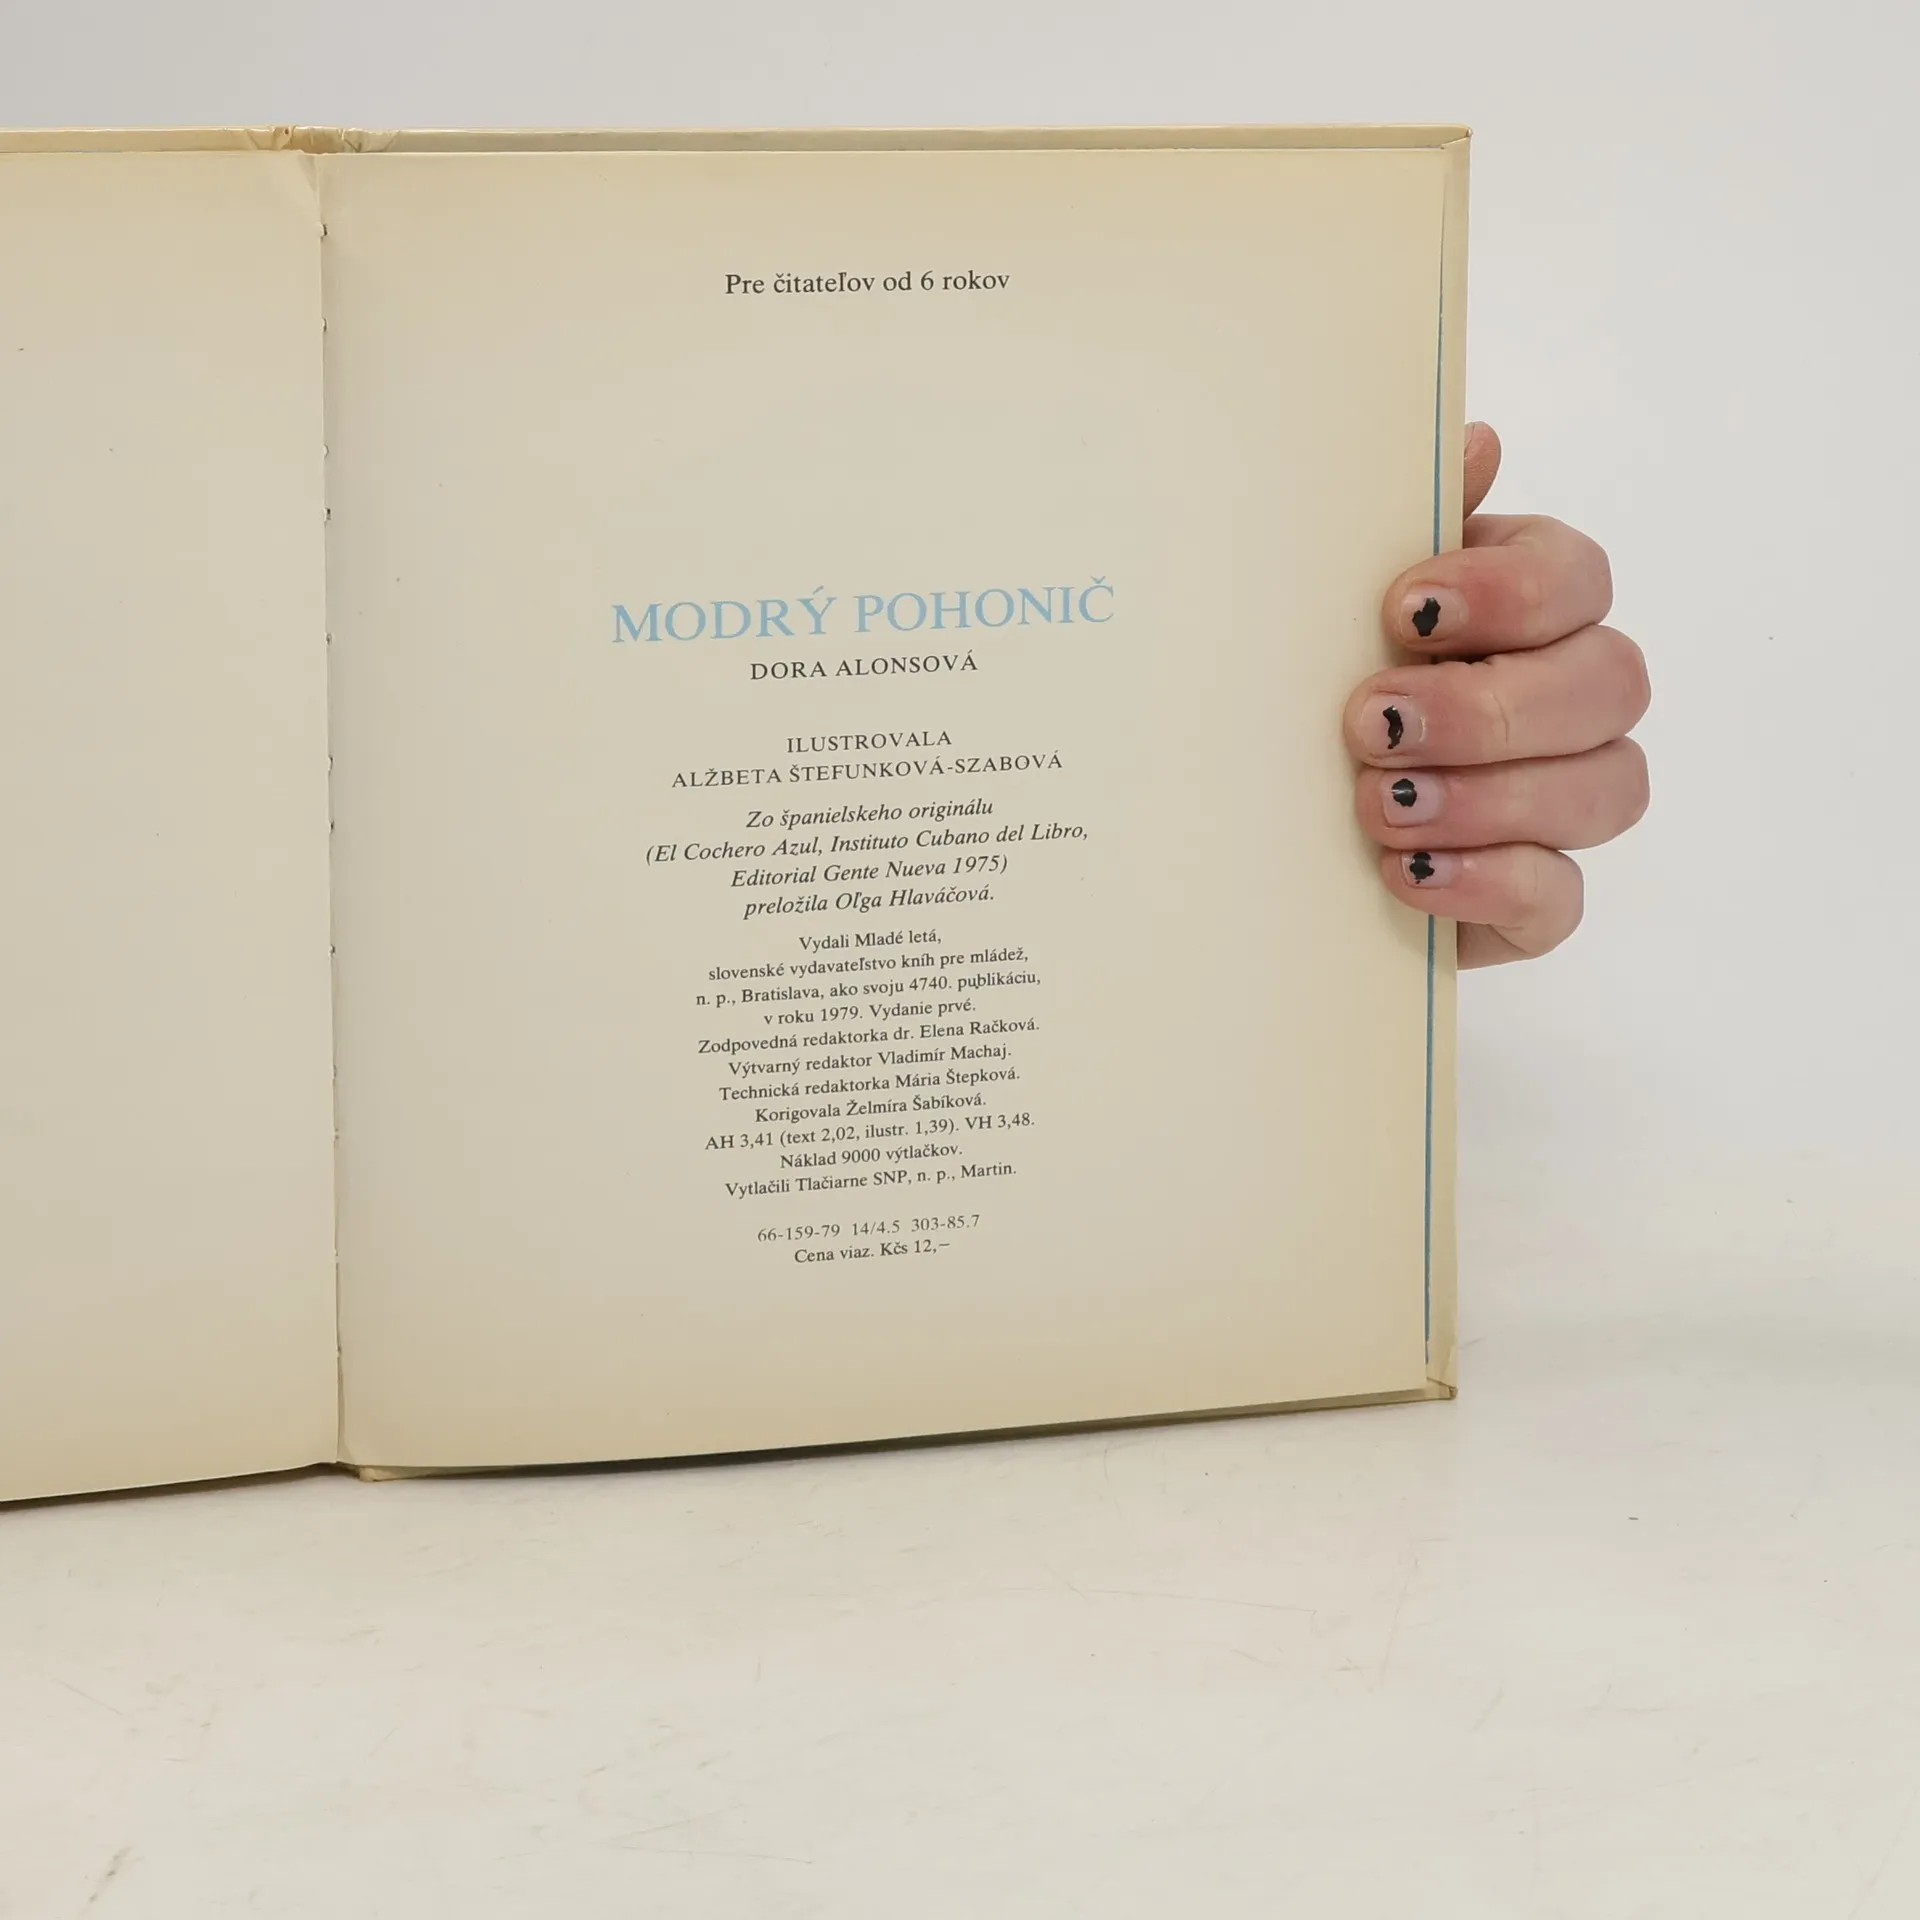 Pre čitateľov od 6 rokov
MODRÝ POHONIČ
DORA ALONSOVÁ
ILUSTROVALA
ALŽBETA ŠTEFUNKOVÁ-SZABOVÁ
Zo španielskeho originálu
(El Cochero Azul, Instituto Cubano del Libro,
Editorial Gente Nueva 1975)
preložila Oľga Hlaváčová.
Vydali Mladé letá,
slovenské vydavateľstvo kníh pre mládež,
n. p., Bratislava, ako svoju 4740. publikáciu,
v roku 1979. Vydanie prvé.
Zodpovedná redaktorka dr. Elena Račková.
Výtvarný redaktor Vladimír Machaj.
Technická redaktorka Mária Štepková.
Korigovala Želmíra Šabíková.
AH 3,41 (text 2,02, ilustr. 1,39). VH 3,48.
Náklad 9000 výtlačkov.
Vytlačili Tlačiarne SNP, n. p., Martin.
66-159-79 14/4.5 303-85.7
Cena viaz. Kčs 12,–